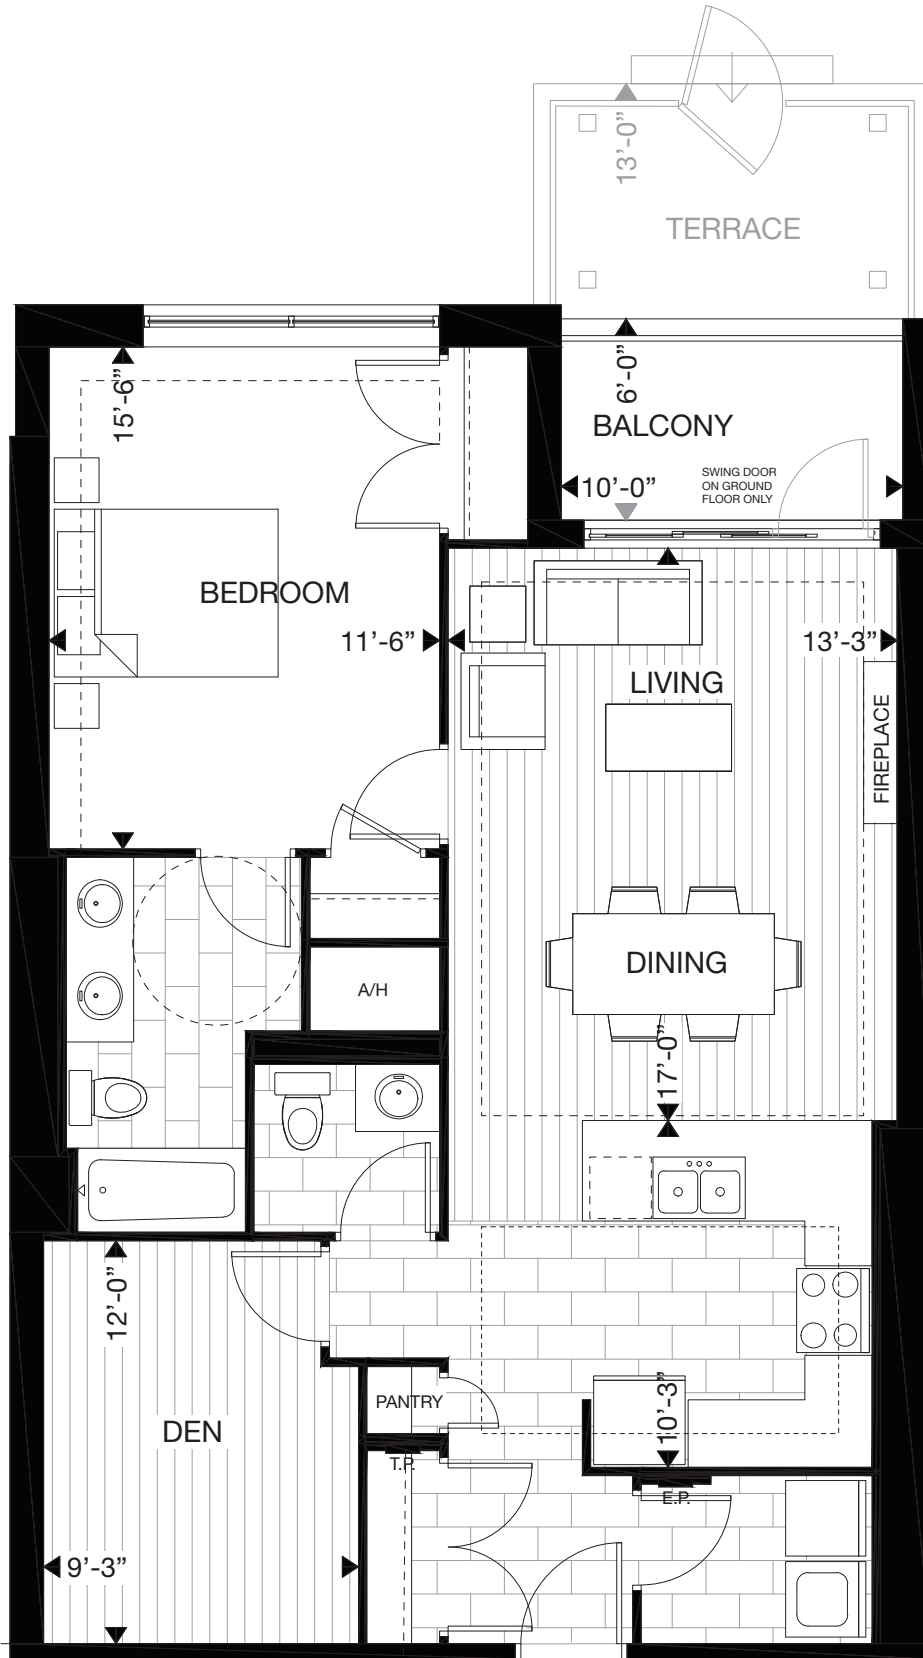 13'-0”
TERRACE
15'-6”
6'-0”
BALCONY
10'-0”
SWING DOOR
ON GROUND
FLOOR ONLY
BEDROOM
11'-6”
13'-3”
LIVING
FIREPLACE
DINING
A/H
17'-0”
12'-0”
PANTRY
10'-3”
DEN
T.P.
E.P.
9'-3”